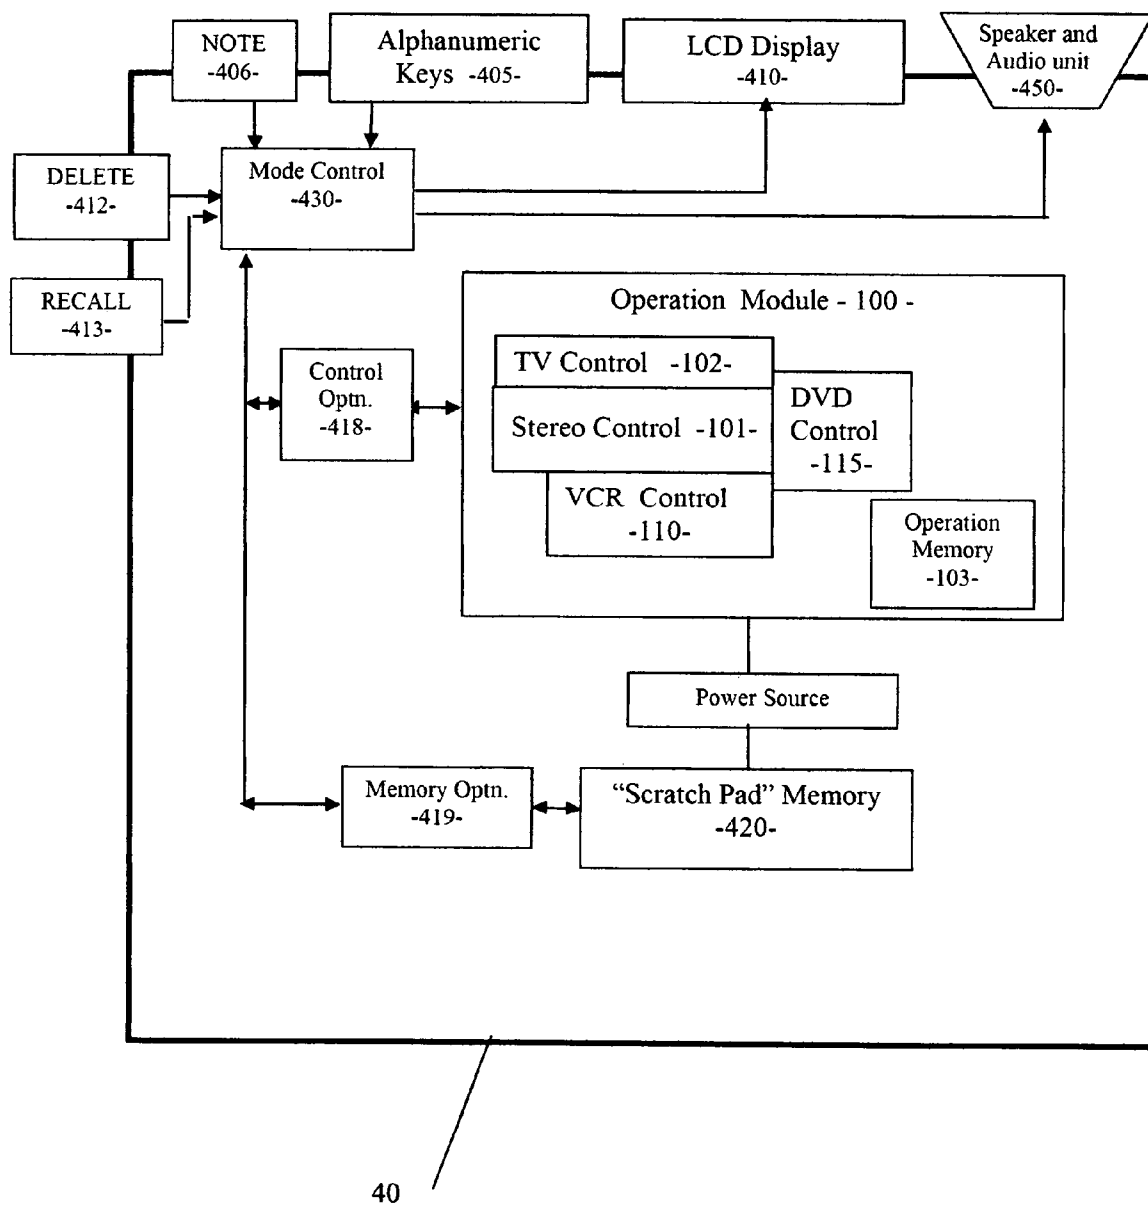 NOTE
-406-
Alphanumeric
Keys -405-
LCD Display
-410-
Speaker and
Audio unit
-450-
DELETE
-412-
Mode Control
-430-
RECALL
-413-
Operation Module - 100 -
TV Control -102-
Control
Optn.
-418-
Stereo Control -101-
DVD
Control
-115-
VCR Control
-110-
Operation
Memory
-103-
Power Source
Memory Optn.
-419-
“Scratch Pad” Memory
-420-
40